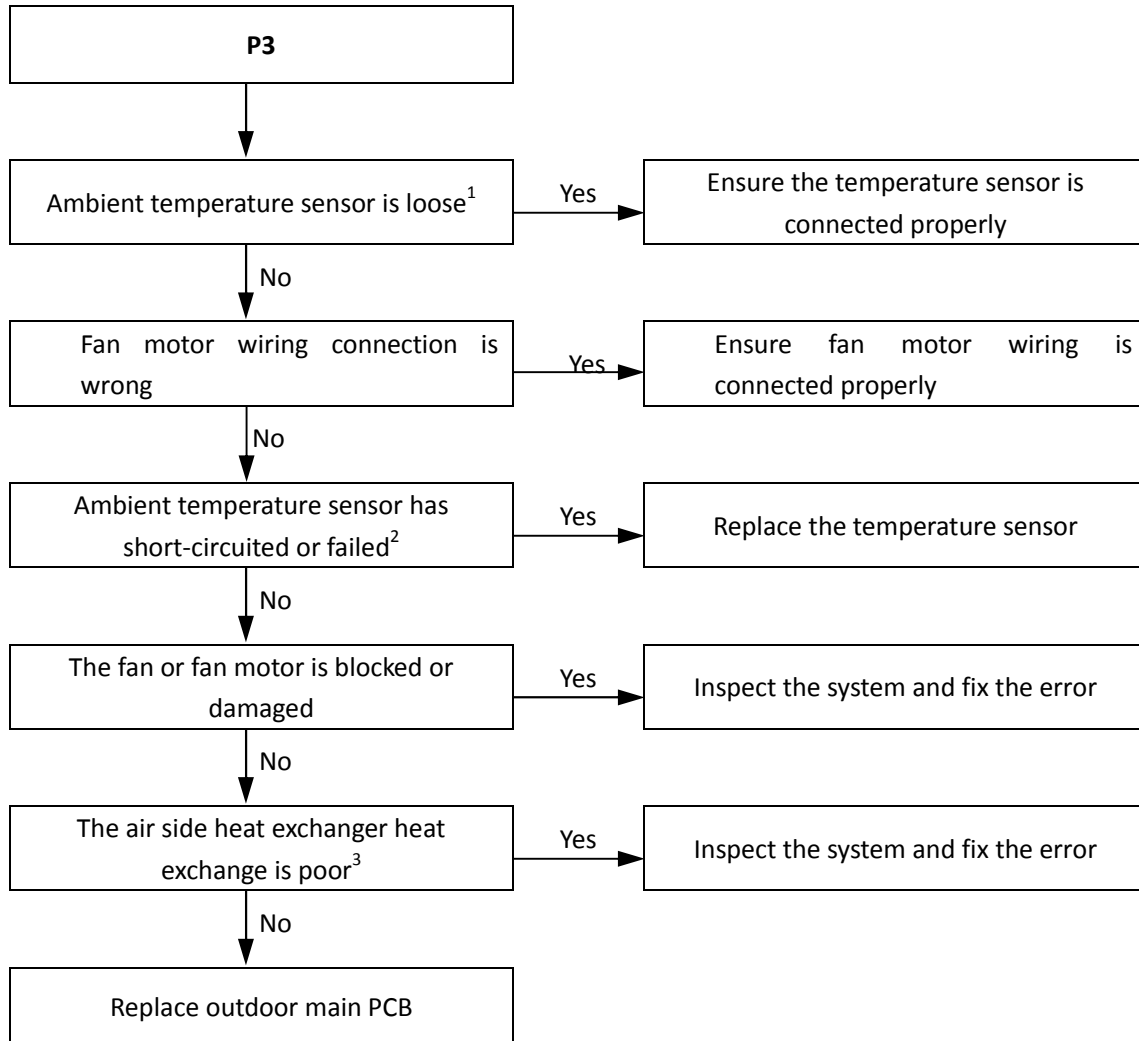 P3
Ambient temperature sensor is loose1
Yes
Ensure the temperature sensor is
connected properly
No
Fan motor wiring connection is
wrong
Yes
Ensure fan motor wiring is
connected properly
No
Ambient temperature sensor has
short-circuited or failed2
Yes
Replace the temperature sensor
No
The fan or fan motor is blocked or
damaged
Yes
Inspect the system and fix the error
No
The air side heat exchanger heat
exchange is poor3
Yes
Inspect the system and fix the error
No
Replace outdoor main PCB